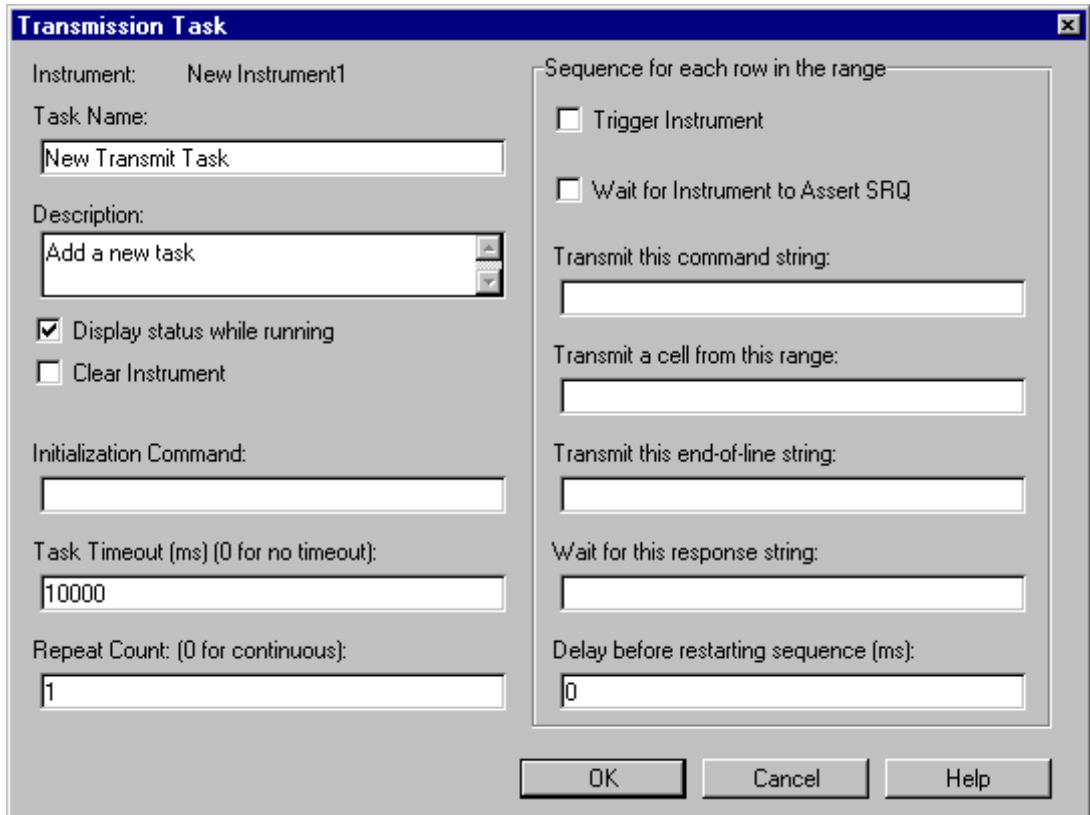 Transmission Task
Instrument: New Instrument1
Task Name:
New Transmit Task
Description:
Add a new task
Display status while running
Clear Instrument
Initialization Command:
Task Timeout (ms) (0 for no timeout):
10000
Repeat Count: (0 for continuous):
1
Sequence for each row in the range
Trigger Instrument
Wait for Instrument to Assert SRQ
Transmit this command string:
Transmit a cell from this range:
Transmit this end-of-line string:
Wait for this response string:
Delay before restarting sequence (ms):
0
OK Cancel Help